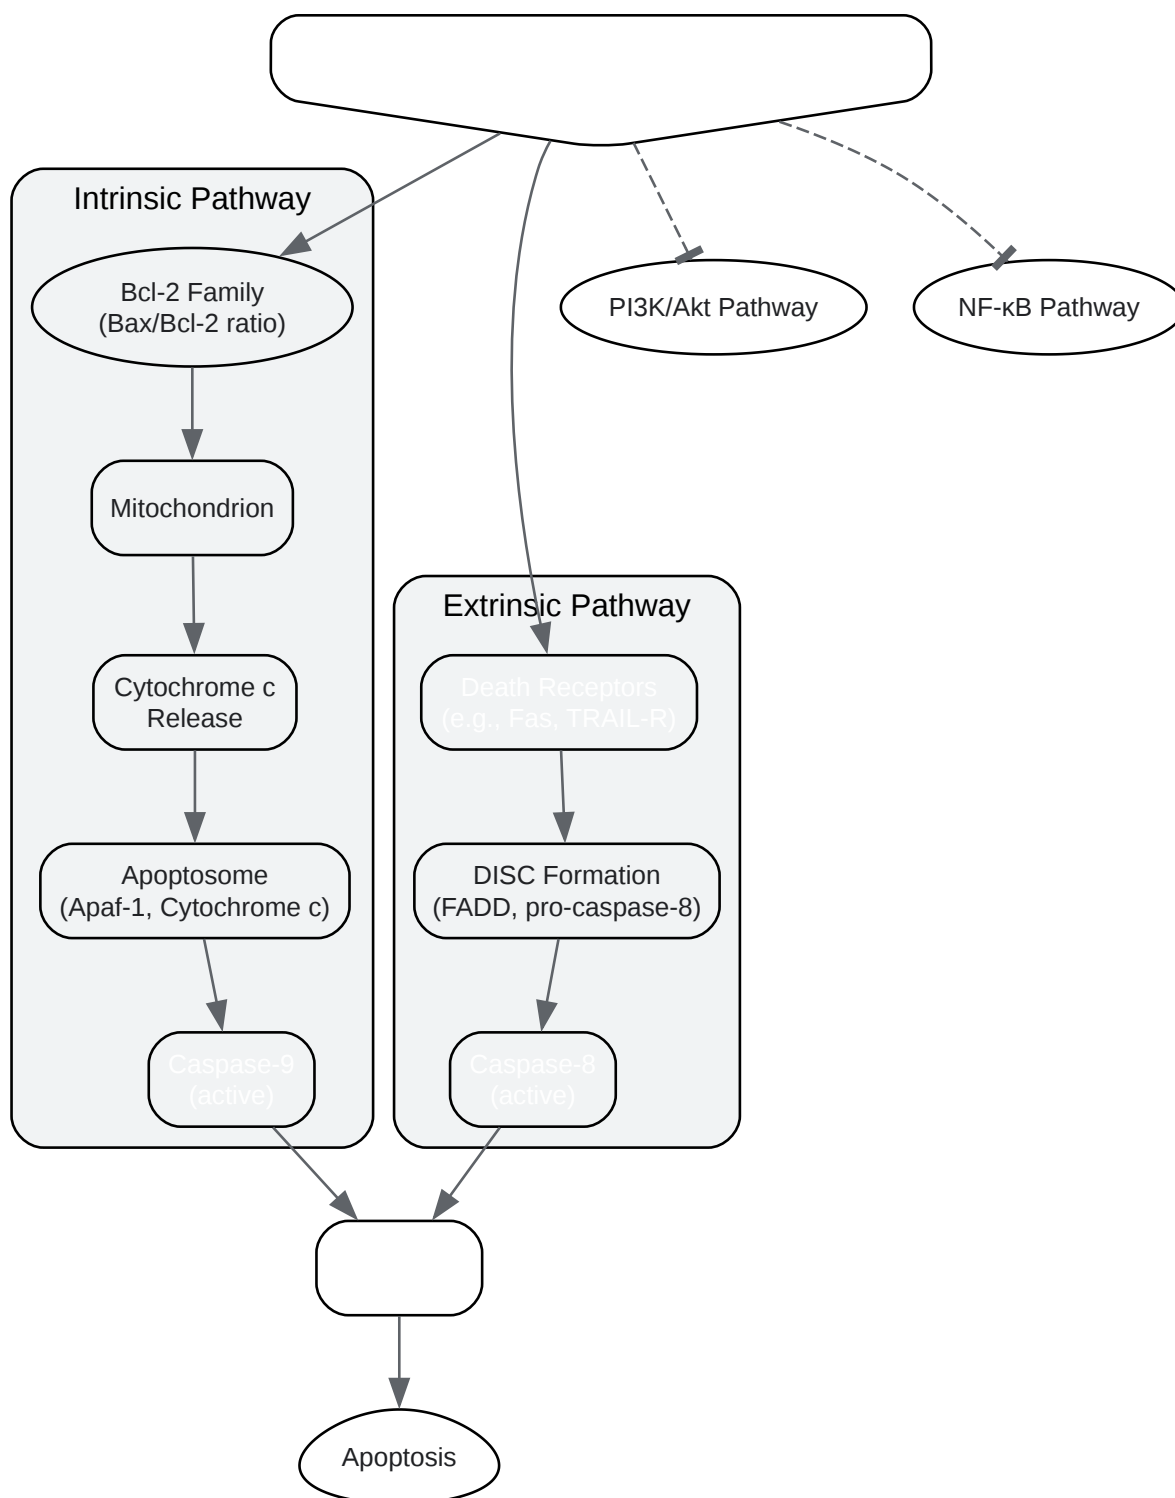 Intrinsic Pathway
Bcl-2 Family
(Bax/Bcl-2 ratio)
PI3K/Akt Pathway
NF-κB Pathway
Mitochondrion
Extrinsic Pathway
Cytochrome c
Release
Death Receptors
(e.g., Fas, TRAIL-R)
Apoptosome
(Apaf-1, Cytochrome c)
DISC Formation
(FADD, pro-caspase-8)
Caspase-9
(active)
Caspase-8
(active)
Apoptosis